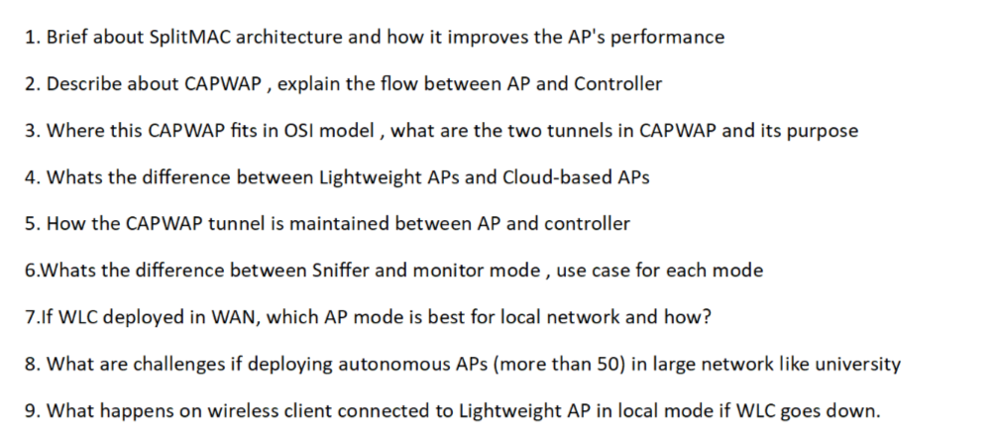 1. Brief about SplitMAC architecture and how it improves the AP's performance
2. Describe about CAPWAP , explain the flow between AP and Controller
3. Where this CAPWAP fits in OSI model , what are the two tunnels in CAPWAP and its purpose
4. Whats the difference between Lightweight APs and Cloud-based APs
5. How the CAPWAP tunnel is maintained between AP and controller
6.Whats the difference between Sniffer and monitor mode , use case for each mode
7.If WLC deployed in WAN, which AP mode is best for local network and how?
8. What are challenges if deploying autonomous APs (more than 50) in large network like university
9. What happens on wireless client connected to Lightweight AP in local mode if WLC goes down.